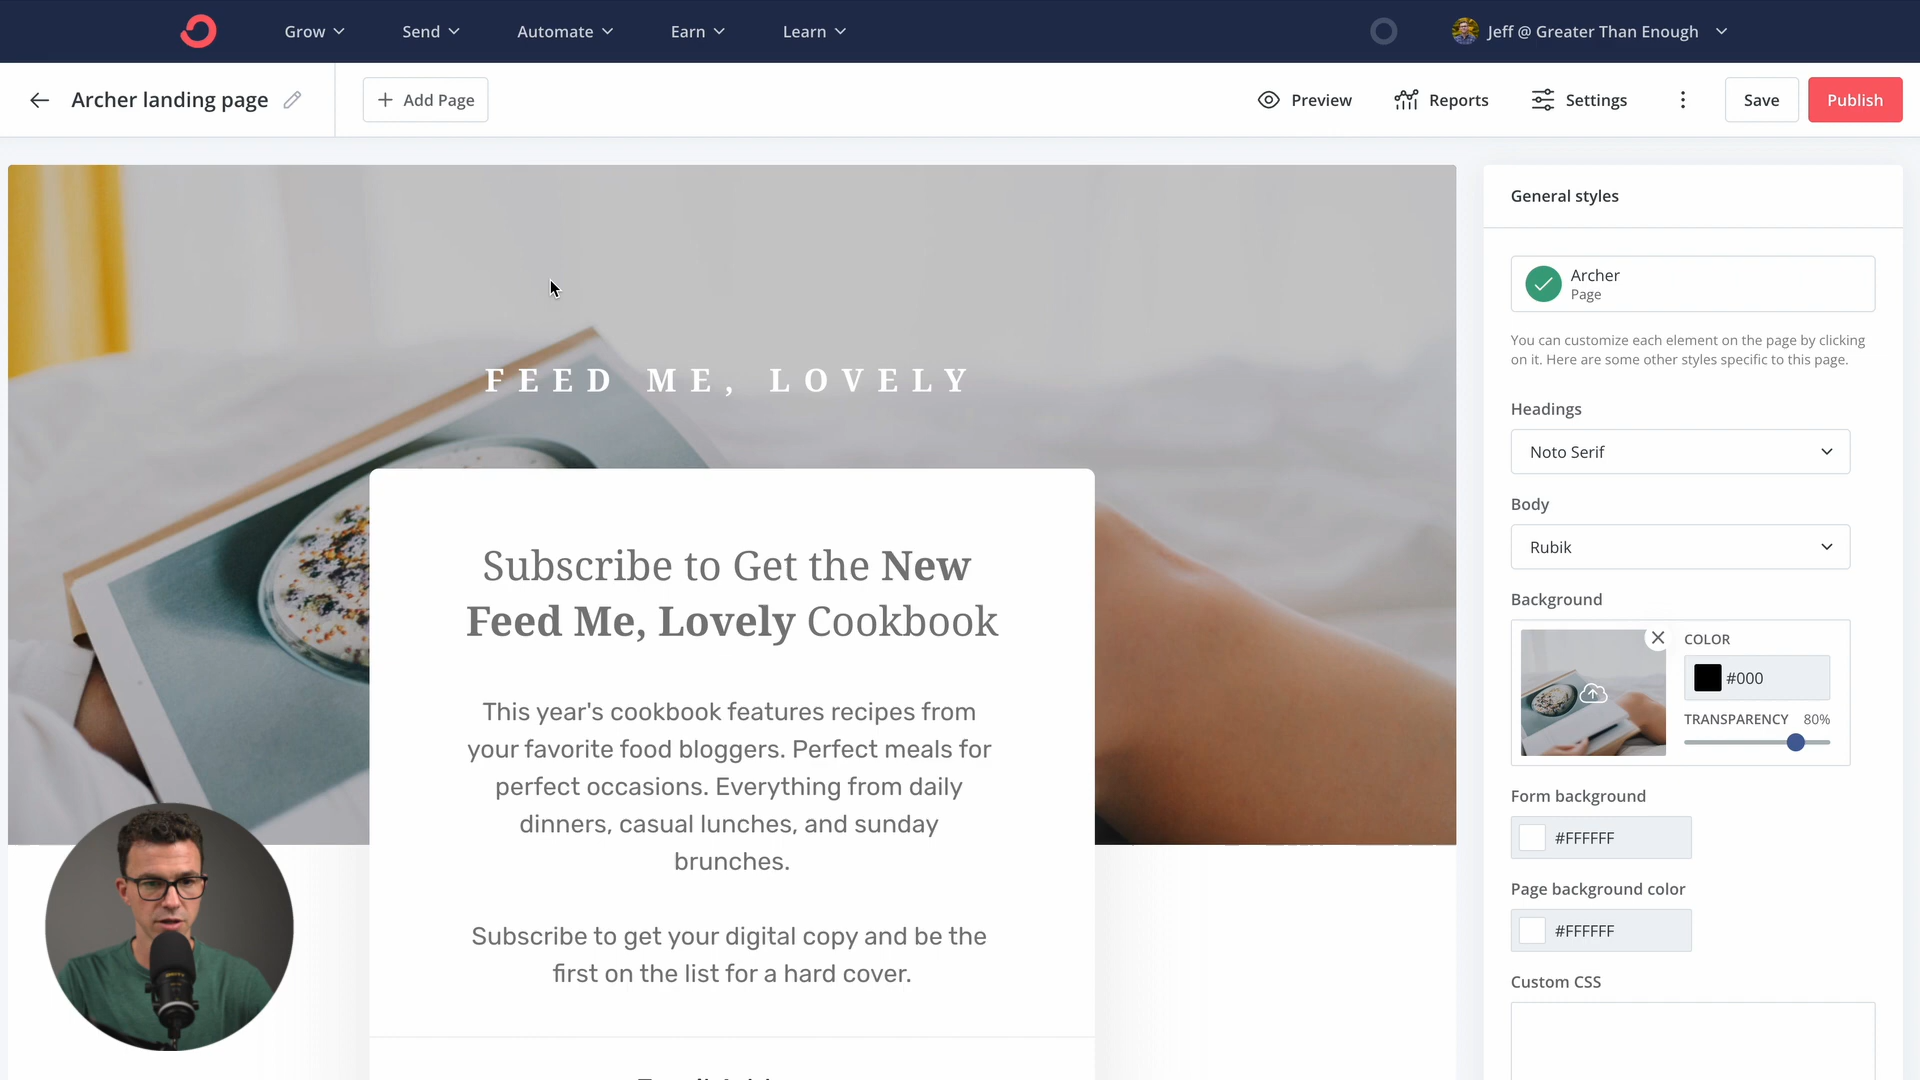 Grow
Send
Automate
Earn
Learn
Jeff @ Greater Than Enough
Archer landing page
Add Page
Preview
Reports
Settings
Save
Publish
FEED ME, LOVELY
Subscribe to Get the New
Feed Me, Lovely Cookbook
This year's cookbook features recipes from
your favorite food bloggers. Perfect meals for
perfect occasions. Everything from daily
dinners, casual lunches, and sunday
brunches.
Subscribe to get your digital copy and be the
first on the list for a hard cover.
General styles
Archer
Page
You can customize each element on the page by clicking
on it. Here are some other styles specific to this page.
Headings
Noto Serif
Body
Rubik
Background
COLOR
#000
TRANSPARENCY 80%
Form background
#FFFFFF
Page background color
#FFFFFF
Custom CSS